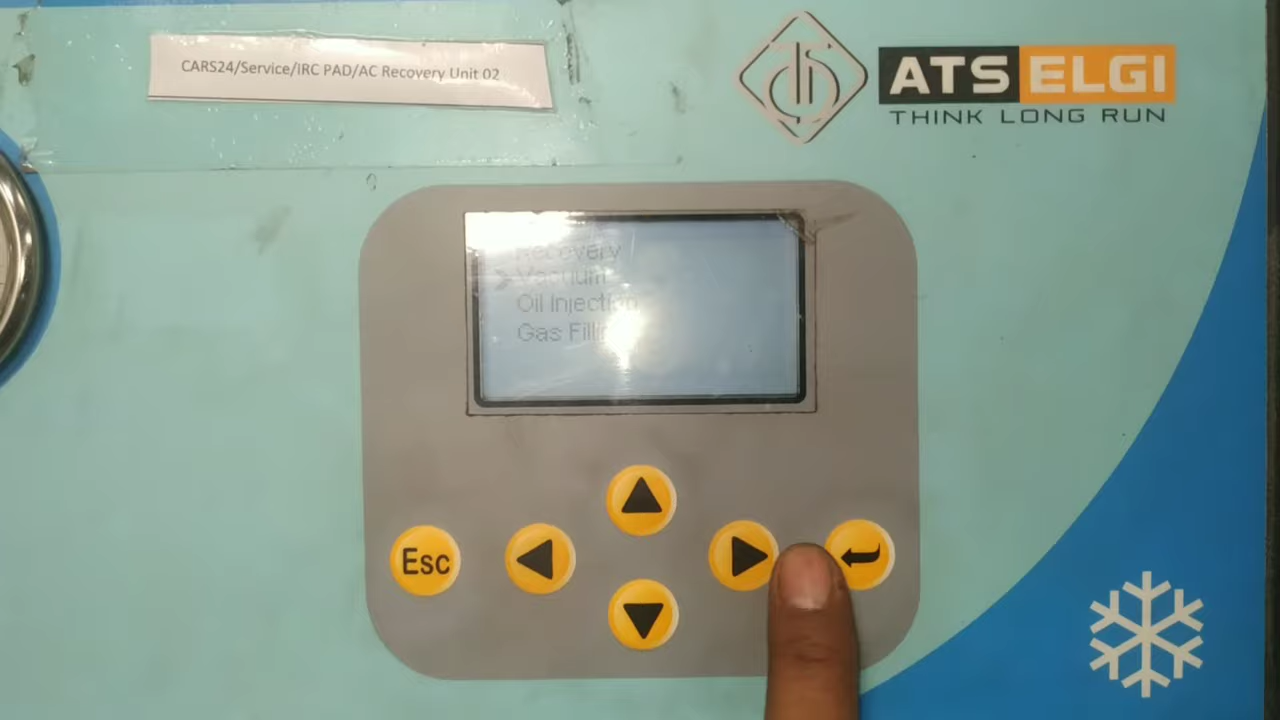 CARS24/Service/IRC PAD/AC Recovery Unit 02
ATS ELGI
THINK LONG RUN
Recovery
Vacuum
Oil Injection
Gas Filling
Esc